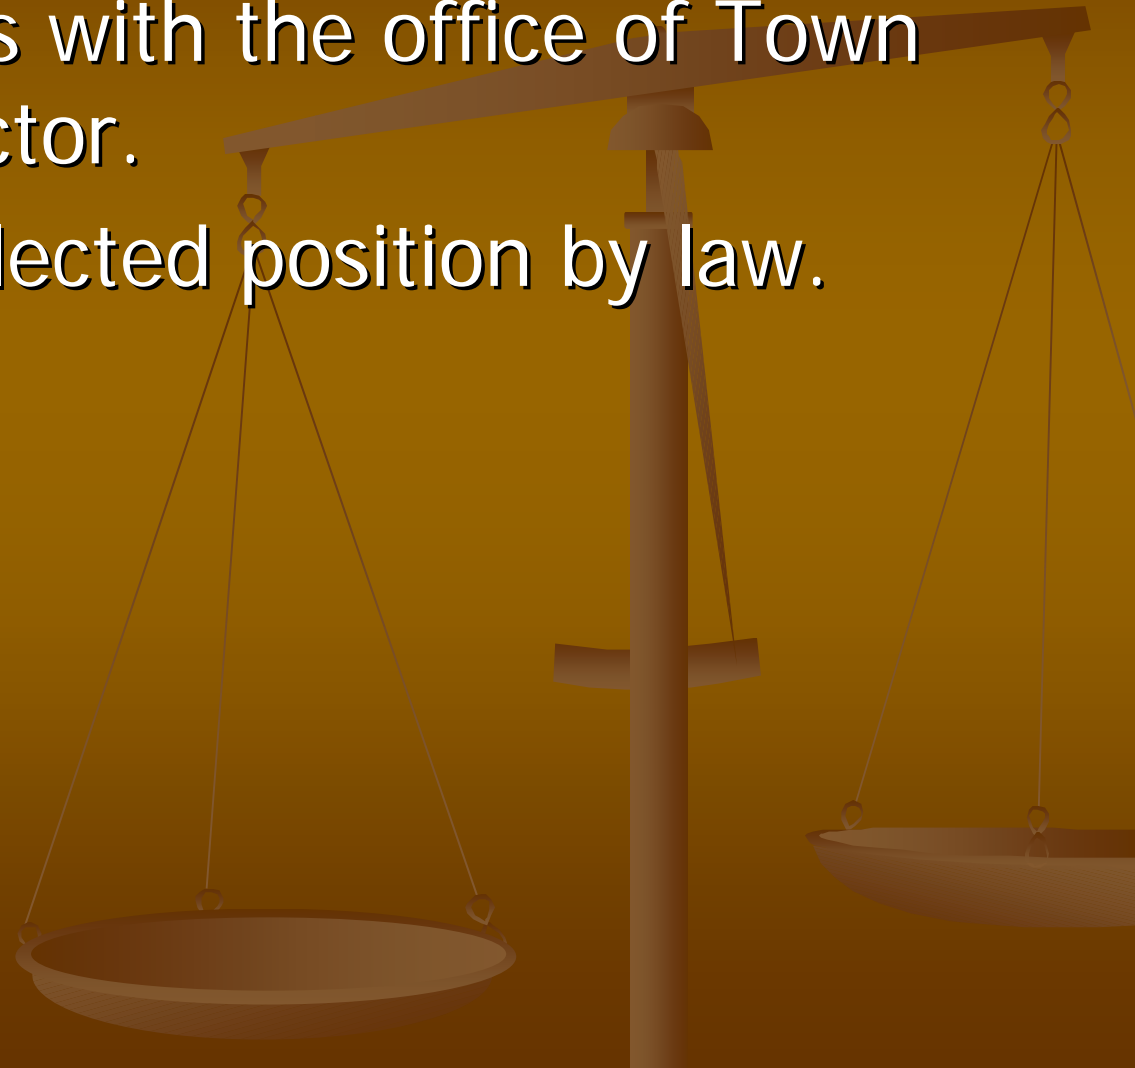 s with the office of Town
ctor.
lected position by law.